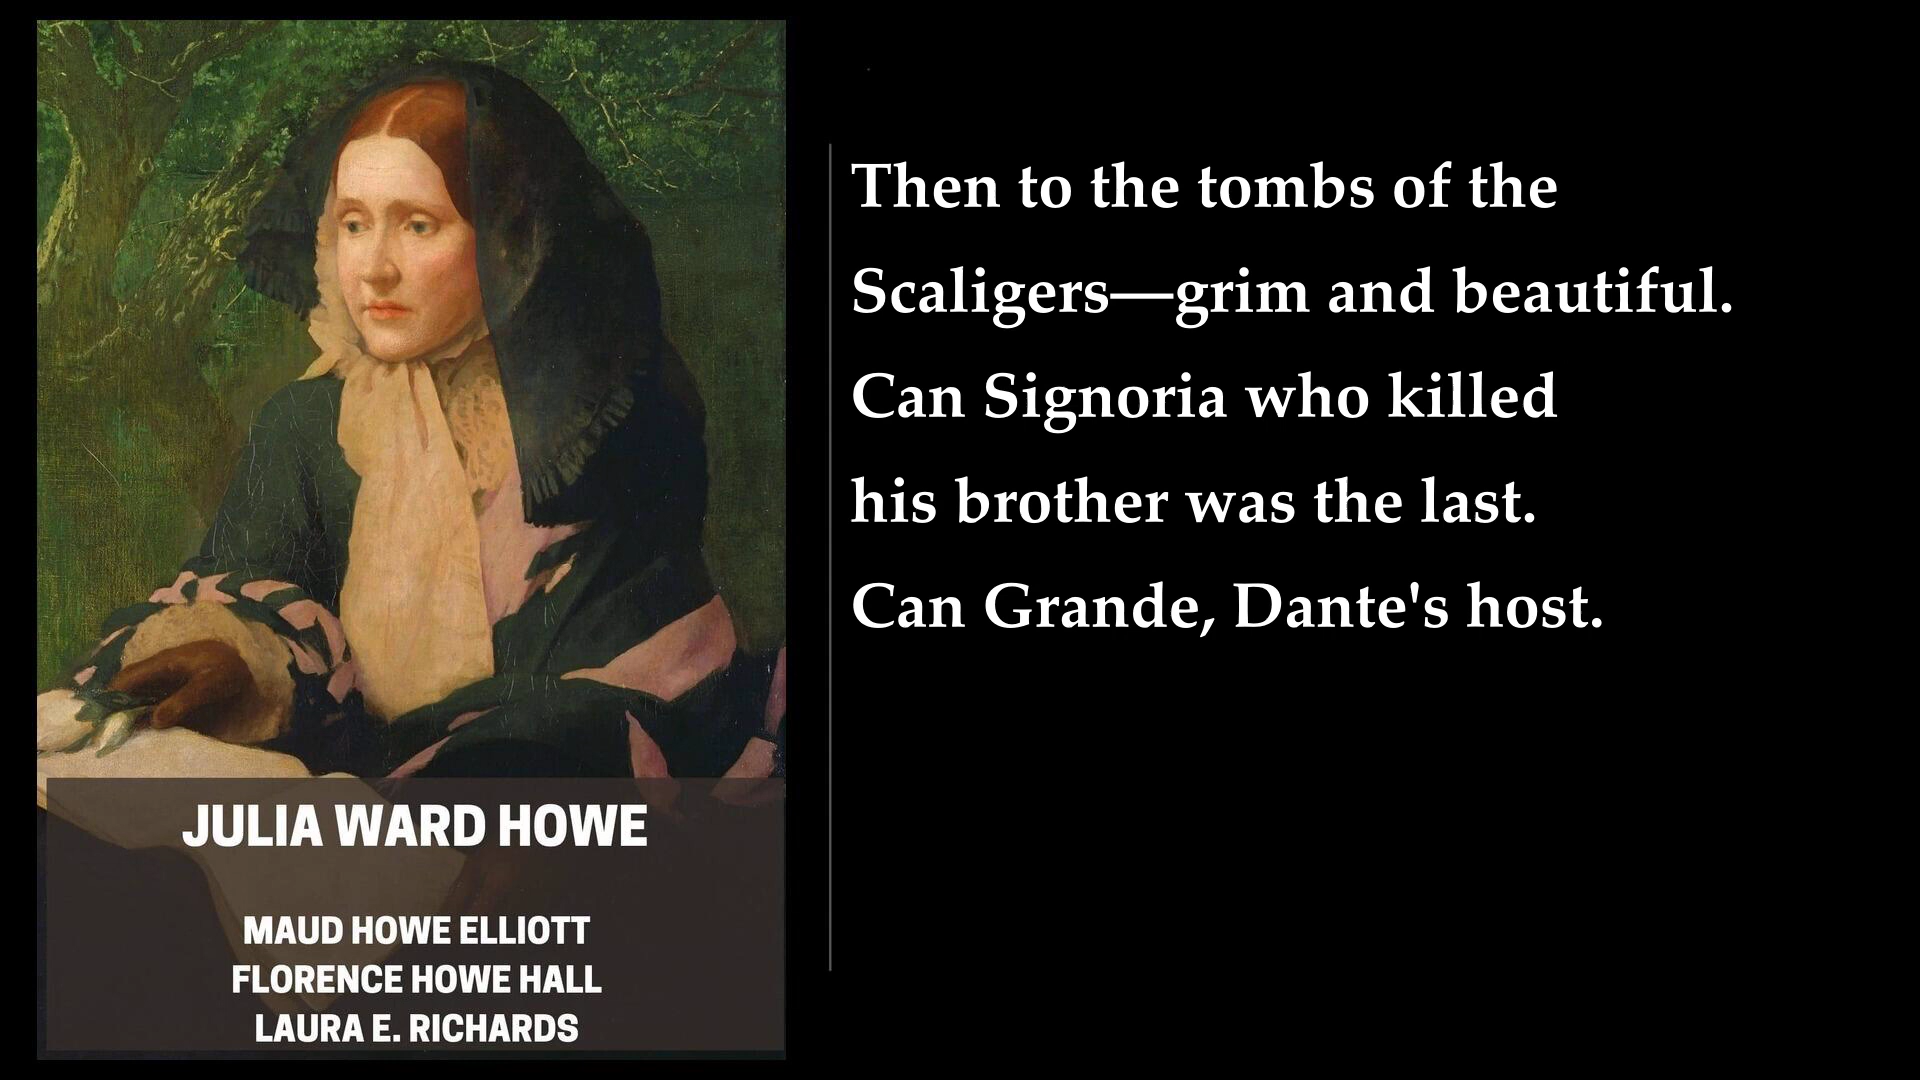 JULIA WARD HOWE
MAUD HOWE ELLIOTT
FLORENCE HOWE HALL
LAURA E. RICHARDS
Then to the tombs of the
Scaligers—grim and beautiful.
Can Signoria who killed
his brother was the last.
Can Grande, Dante's host.